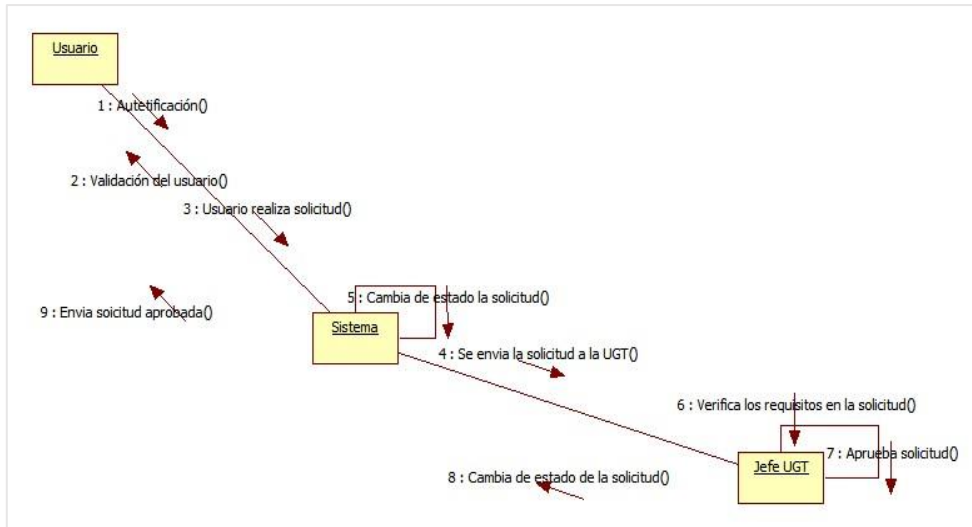 Usuario
1 : Autetificación()
2 : Validación del usuario()
3 : Usuario realiza solicitud()
5 : Cambia de estado la solicitud()
9 : Envia soicitud aprobada()
Sistema
4 : Se envia la solicitud a la UGT()
6 : Verifica los requisitos en la solicitud()
7 : Aprueba solicitud()
Jefe UGT
8 : Cambia de estado de la solicitud()